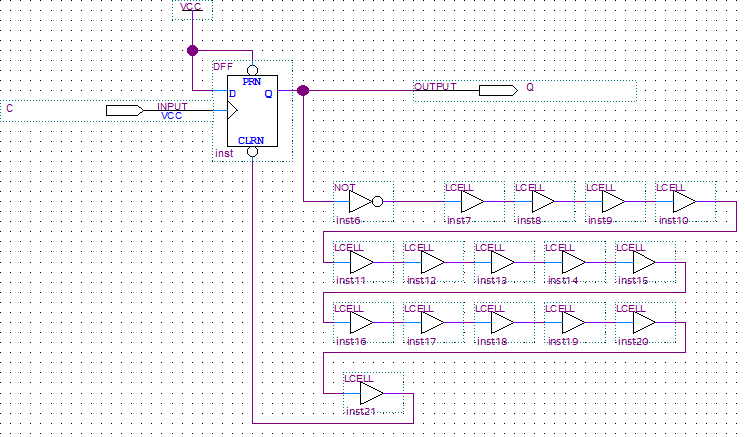 VCC
DFF
PRN
D
Q
OUTPUT
Q
C
INPUT
VCC
CLRN
inst
NOT
LCELL
LCELL
LCELL
LCELL
inst6
inst7
inst8
inst9
inst10
LCELL
LCELL
LCELL
LCELL
LCELL
inst11
inst12
inst13
inst14
inst15
LCELL
LCELL
LCELL
LCELL
LCELL
inst16
inst17
inst18
inst19
inst20
LCELL
inst21